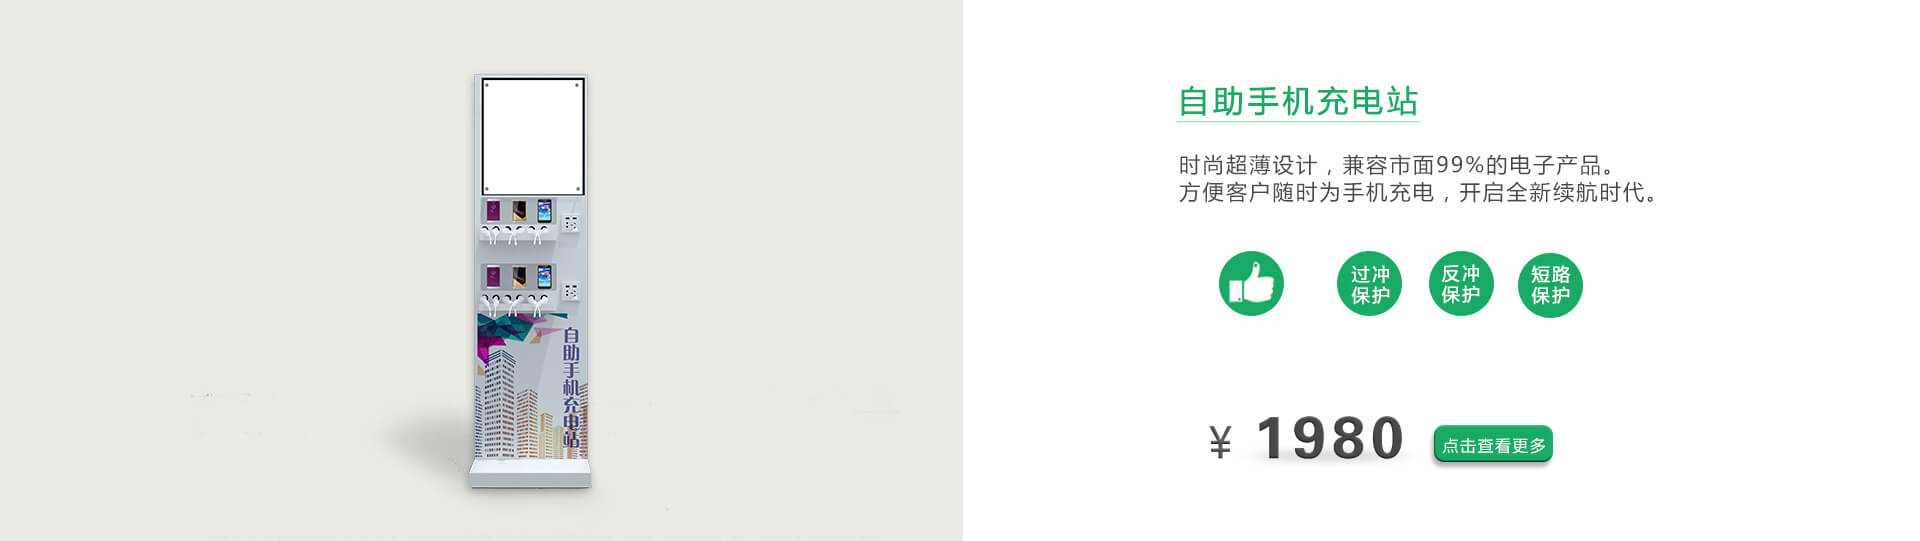 自助手机充电站
自助手机充电站
时尚超薄设计，兼容市面99%的电子产品。
方便客户随时为手机充电，开启全新续航时代。
过冲
保护
反冲
保护
短路
保护
¥ 1980
点击查看更多